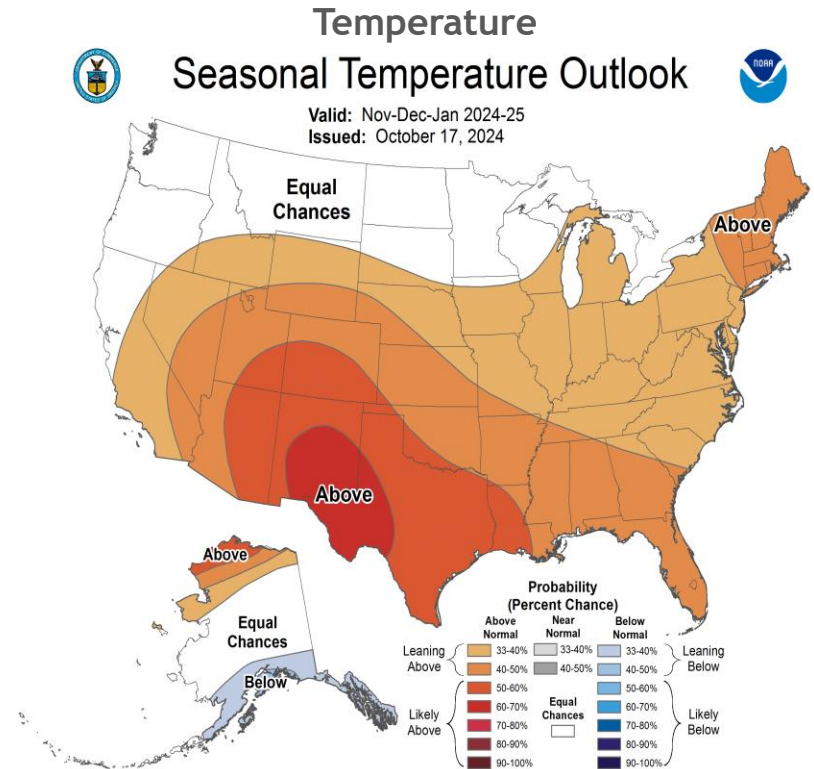 Temperature
Seasonal Temperature Outlook
NOAA
Valid: Nov-Dec-Jan 2024-25
Issued: October 17, 2024
Equal
Chances
Above
Above
Above
Equal
Chances
Below
Probability
(Percent Chance)
Above
Normal
Near
Normal
Below
Normal
Leaning
Above
33-40%
33-40%
33-40%
Leaning
Below
40-50%
40-50%
40-50%
Likely
Above
50-60%
50-60%
Likely
Below
60-70%
Equal
Chances
60-70%
70-80%
70-80%
80-90%
80-90%
90-100%
90-100%